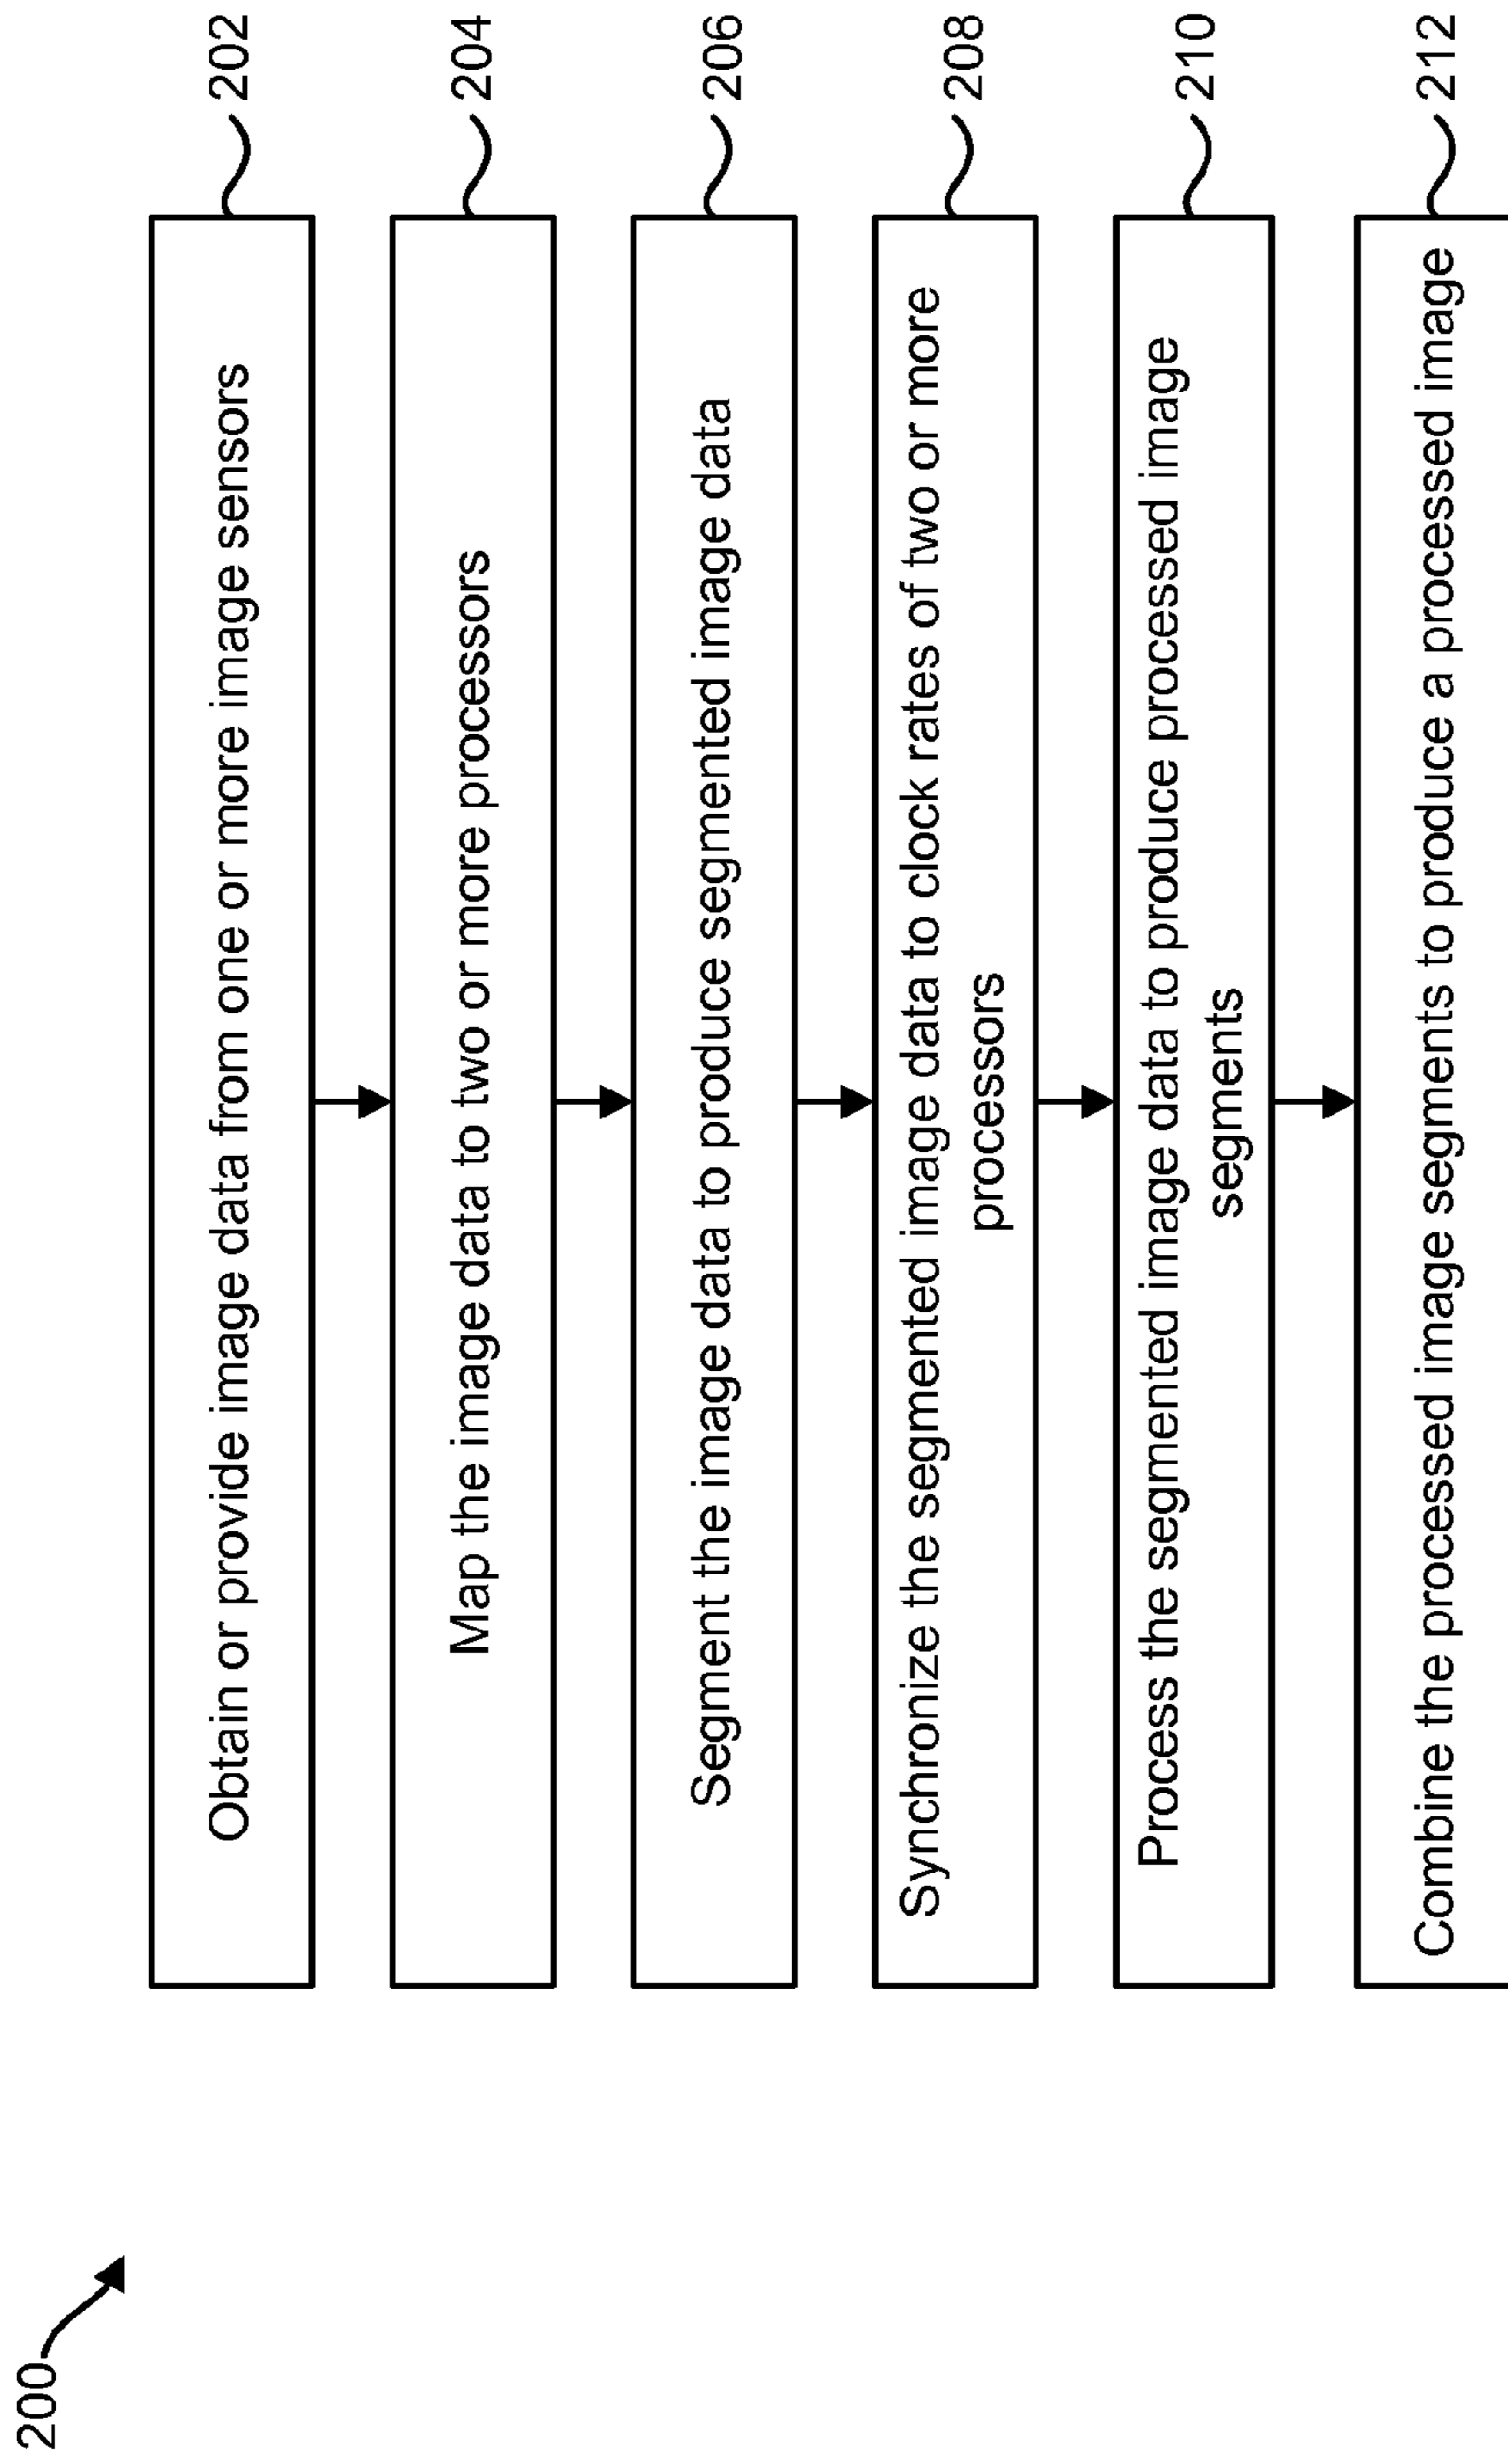 200
Obtain or provide image data from one or more image sensors
202
Map the image data to two or more processors
204
Segment the image data to produce segmented image data
206
Synchronize the segmented image data to clock rates of two or more
processors
208
Process the segmented image data to produce processed image
segments
210
Combine the processed image segments to produce a processed image
212